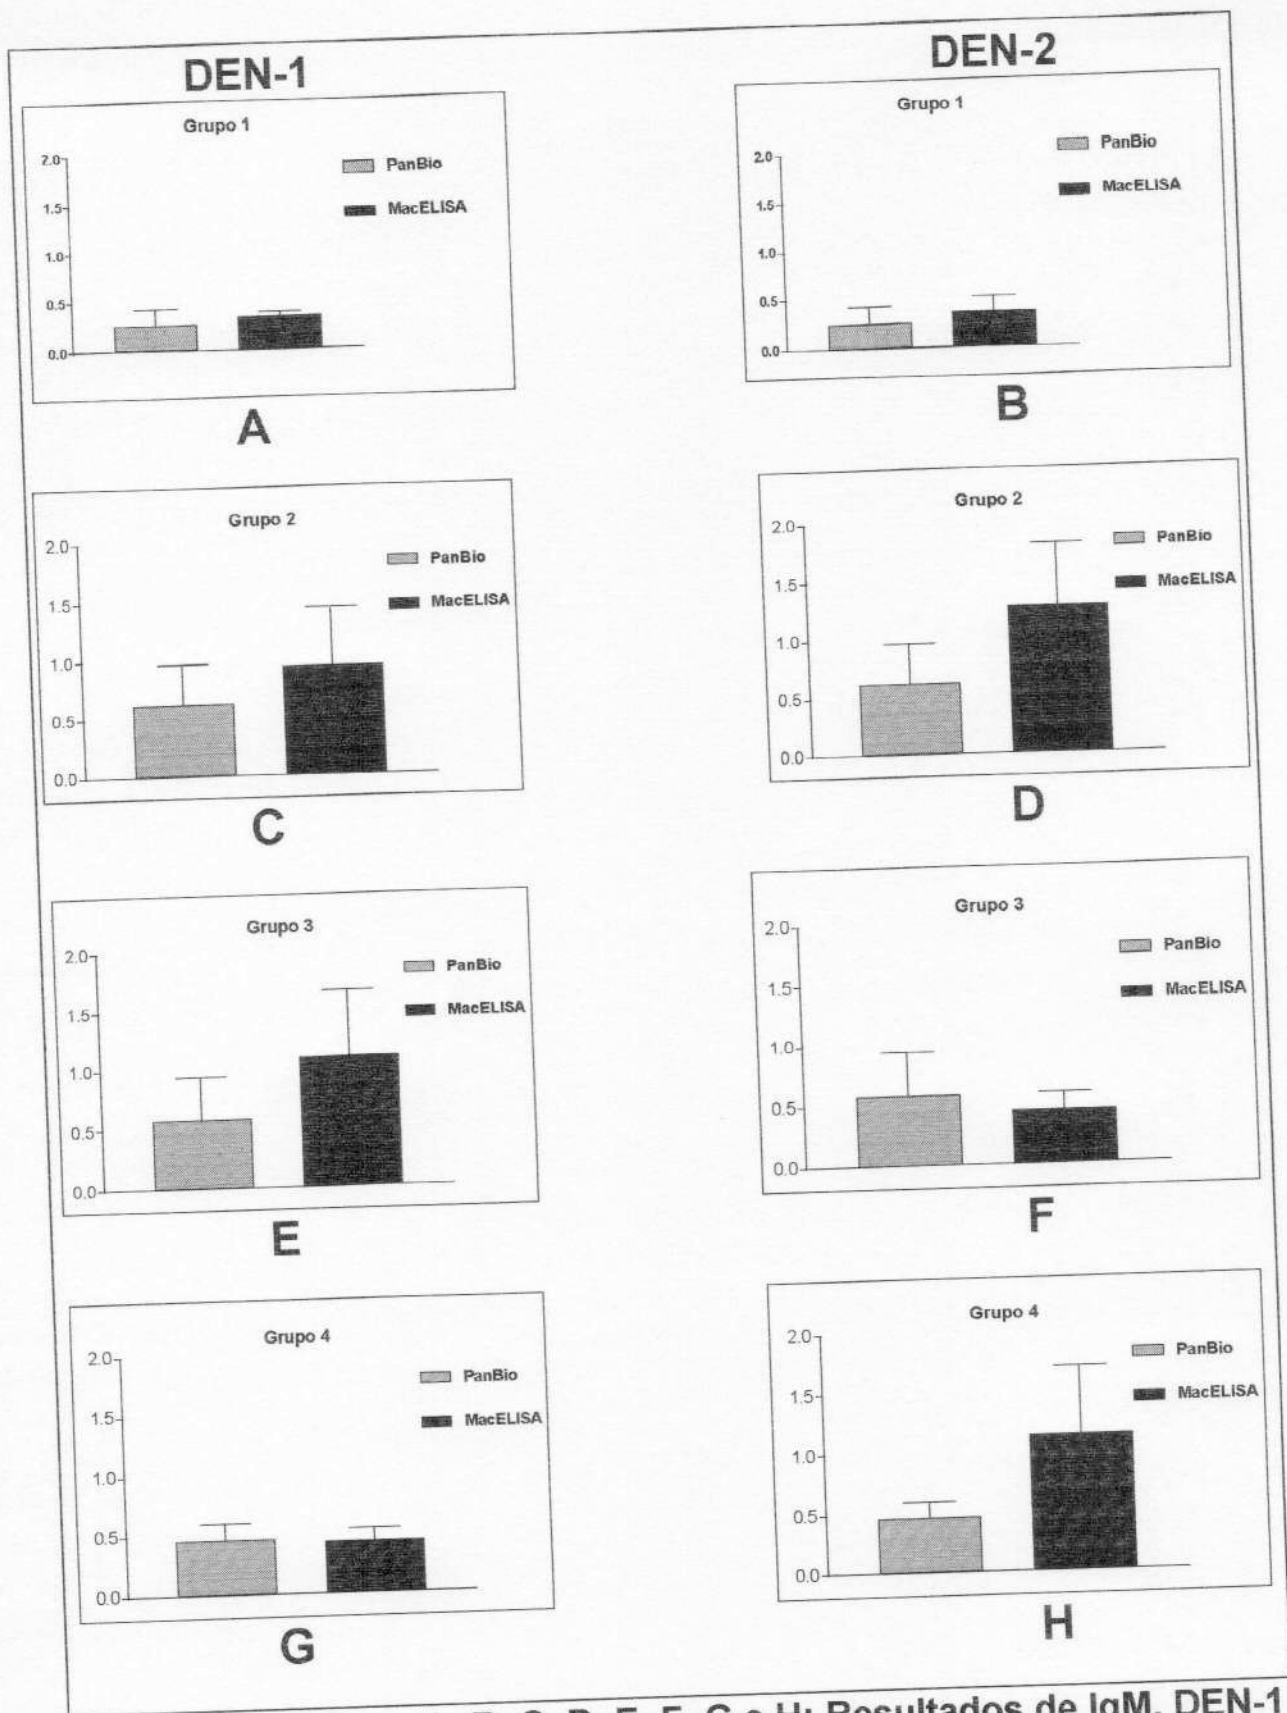 DEN-1
DEN-2
Grupo 1
PanBio
MacELISA
2.0
1.5
1.0
0.5
0.0
A
Grupo 1
PanBio
MacELISA
2.0
1.5
1.0
0.5
0.0
B
Grupo 2
PanBio
MacELISA
2.0
1.5
1.0
0.5
0.0
C
Grupo 2
PanBio
MacELISA
2.0
1.5
1.0
0.5
0.0
D
Grupo 3
PanBio
MacELISA
2.0
1.5
1.0
0.5
0.0
E
Grupo 3
PanBio
MacELISA
2.0
1.5
1.0
0.5
0.0
F
Grupo 4
PanBio
MacELISA
2.0
1.5
1.0
0.5
0.0
G
Grupo 4
PanBio
MacELISA
2.0
1.5
1.0
0.5
0.0
H
D, E, F, G e H: Resultados de IgM, DEN-1